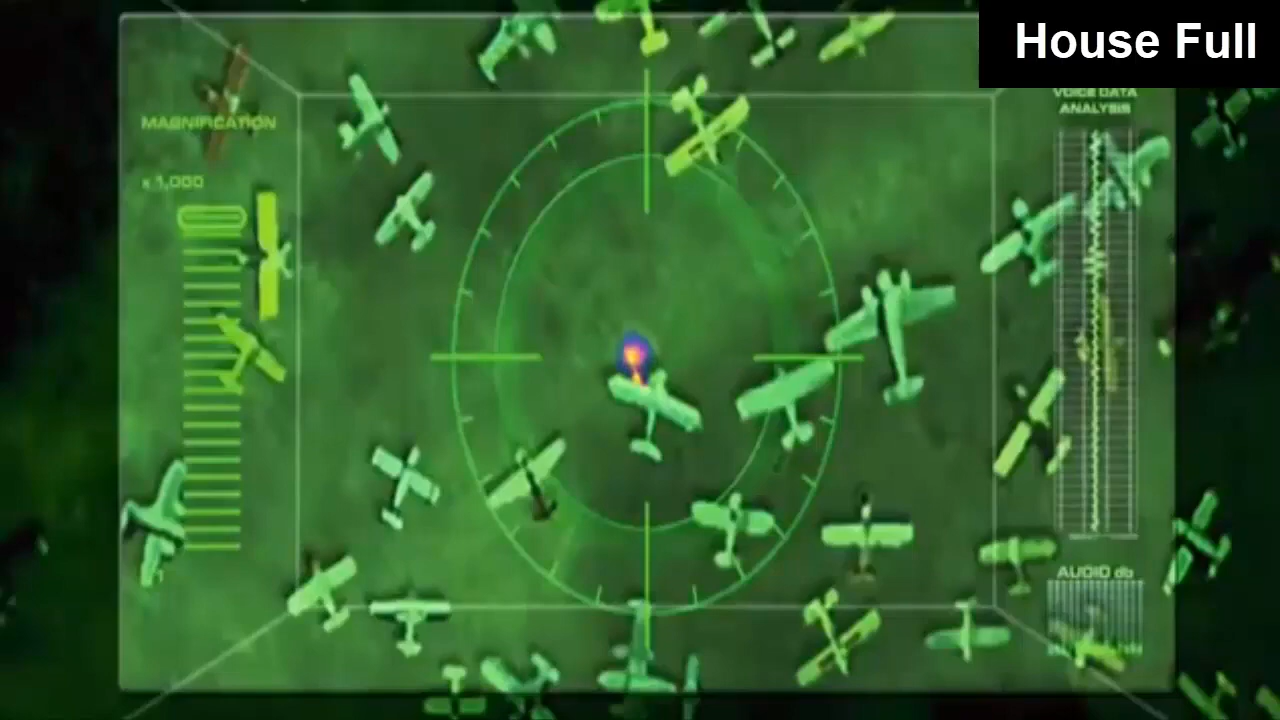 House Full
MAGNIFICATION
x 1,000
VOICE DATA
ANALYSIS
AUDIO db